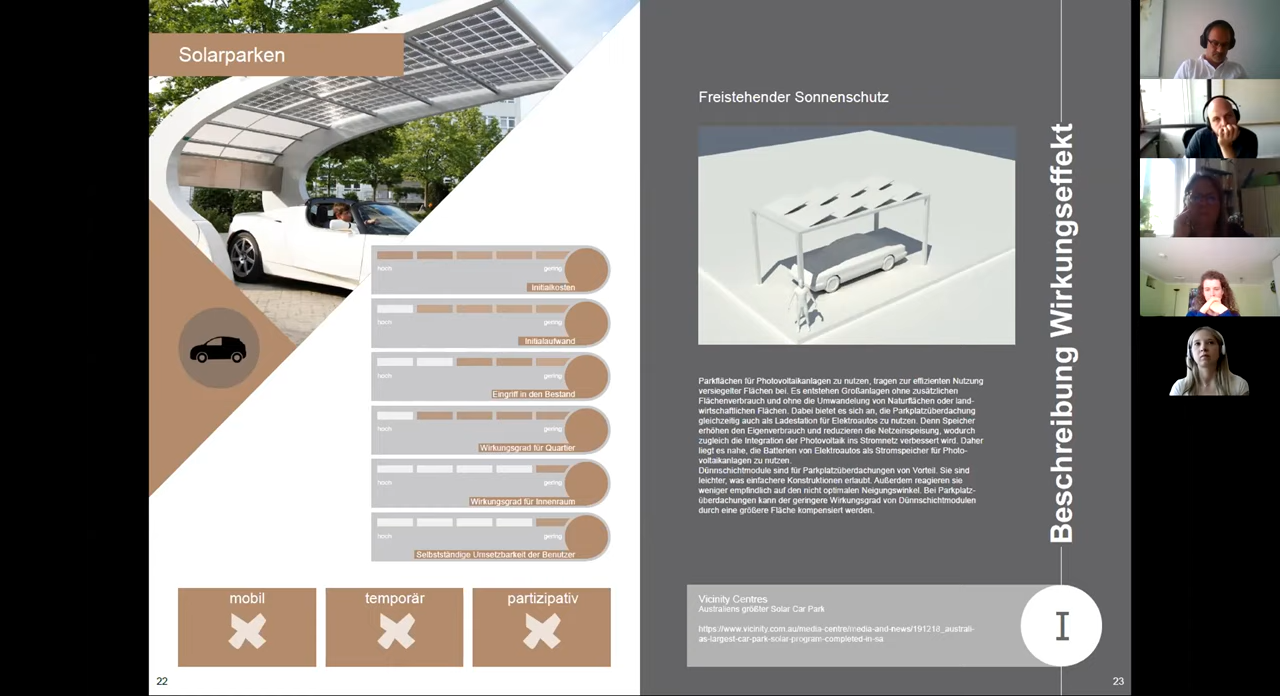 Solarparken
hoch
gering
Initialkosten
hoch
gering
Initialaufwand
hoch
gering
Eingriff in den Bestand
hoch
gering
Wirkungsgrad für Quartier
hoch
gering
Wirkungsgrad für Innenraum
hoch
gering
Selbstständige Umsetzbarkeit der Benutzer
mobil
temporär
partizipativ
22
Freistehender Sonnenschutz
Parkflächen für Photovoltaikanlagen zu nutzen, tragen zur effizienten Nutzung
versiegelter Flächen bei. Es entstehen Großanlagen ohne zusätzlichen
Flächenverbrauch und ohne die Umwandlung von Naturflächen oder land-
wirtschaftlichen Flächen. Dabei bietet es sich an, die Parkplatzüberdachung
gleichzeitig auch als Ladestation für Elektroautos zu nutzen. Denn Speicher
erhöhen den Eigenverbrauch und reduzieren die Netzeinspeisung, wodurch
zugleich die Integration der Photovoltaik ins Stromnetz verbessert wird. Daher
liegt es nahe, die Batterien von Elektroautos als Stromspeicher für Photo-
voltaikanlagen zu nutzen.
Dünnschichtmodule sind für Parkplatzüberdachungen von Vorteil. Sie sind
leichter, was einfachere Konstruktionen erlaubt. Außerdem reagieren sie
weniger empfindlich auf den nicht optimalen Neigungswinkel. Bei Parkplatz-
überdachungen kann der geringere Wirkungsgrad von Dünnschichtmodulen
durch eine größere Fläche kompensiert werden.
Beschreibung Wirkungseffekt
Vicinity Centres
Australiens größter Solar Car Park
https://www.vicinity.com.au/media-centre/media-and-news/191218_australi-
as-largest-car-park-solar-program-completed-in-sa
I
23